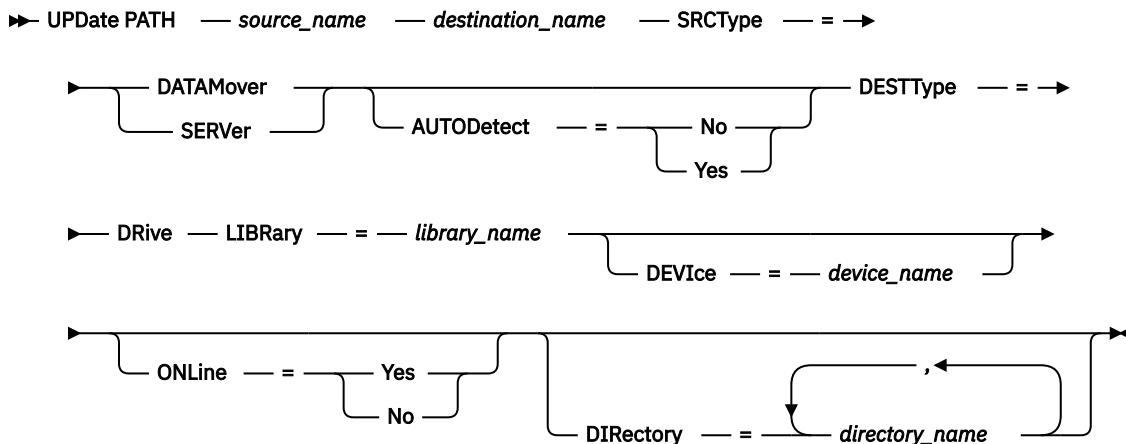 UPDate PATH source_name destination_name SRCType =
DATAMover DESTType =
SERVer AUTODetect = No
Yes
DRive LIBRary = library_name
DEVIce = device_name
ONLine = Yes
No
,
DIRectory = directory_name